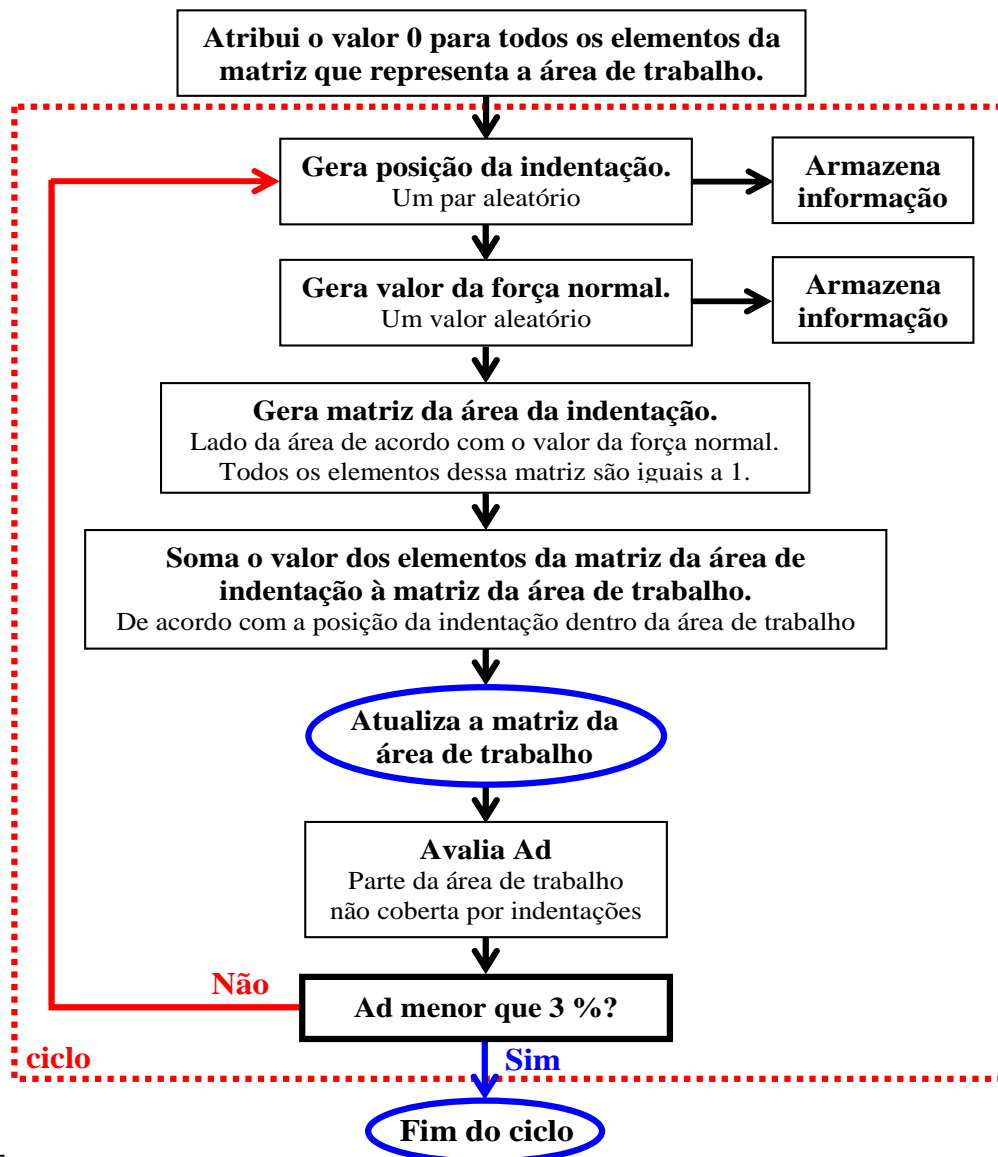 Atribui o valor 0 para todos os elementos da
matriz que representa a área de trabalho.
Gera posição da indentação.
Um par aleatório
Armazena
informação
Gera valor da força normal.
Um valor aleatório
Armazena
informação
Gera matriz da área da indentação.
Lado da área de acordo com o valor da força normal.
Todos os elementos dessa matriz são iguais a 1.
Soma o valor dos elementos da matriz da área de
indentação à matriz da área de trabalho.
De acordo com a posição da indentação dentro da área de trabalho
Atualiza a matriz da
área de trabalho
Avalia Ad
Parte da área de trabalho
não coberta por indentações
Não
Ad menor que 3 %?
ciclo
Sim
Fim do ciclo